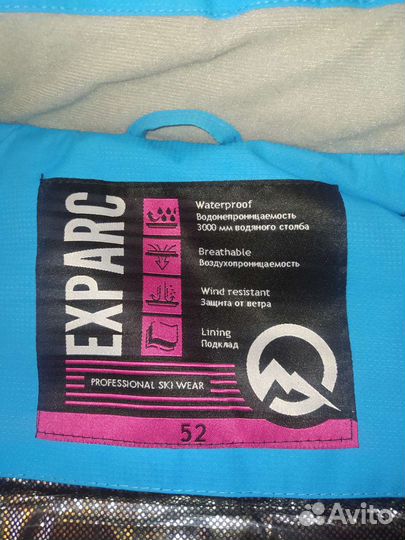 EXPARC
Waterproof
Водонепроницаемость
3000 мм водяного столба
Breathable
Воздухопроницаемость
Wind resistant
Защита от ветра
Lining
Подклад
PROFESSIONAL SKI WEAR
52
Avito